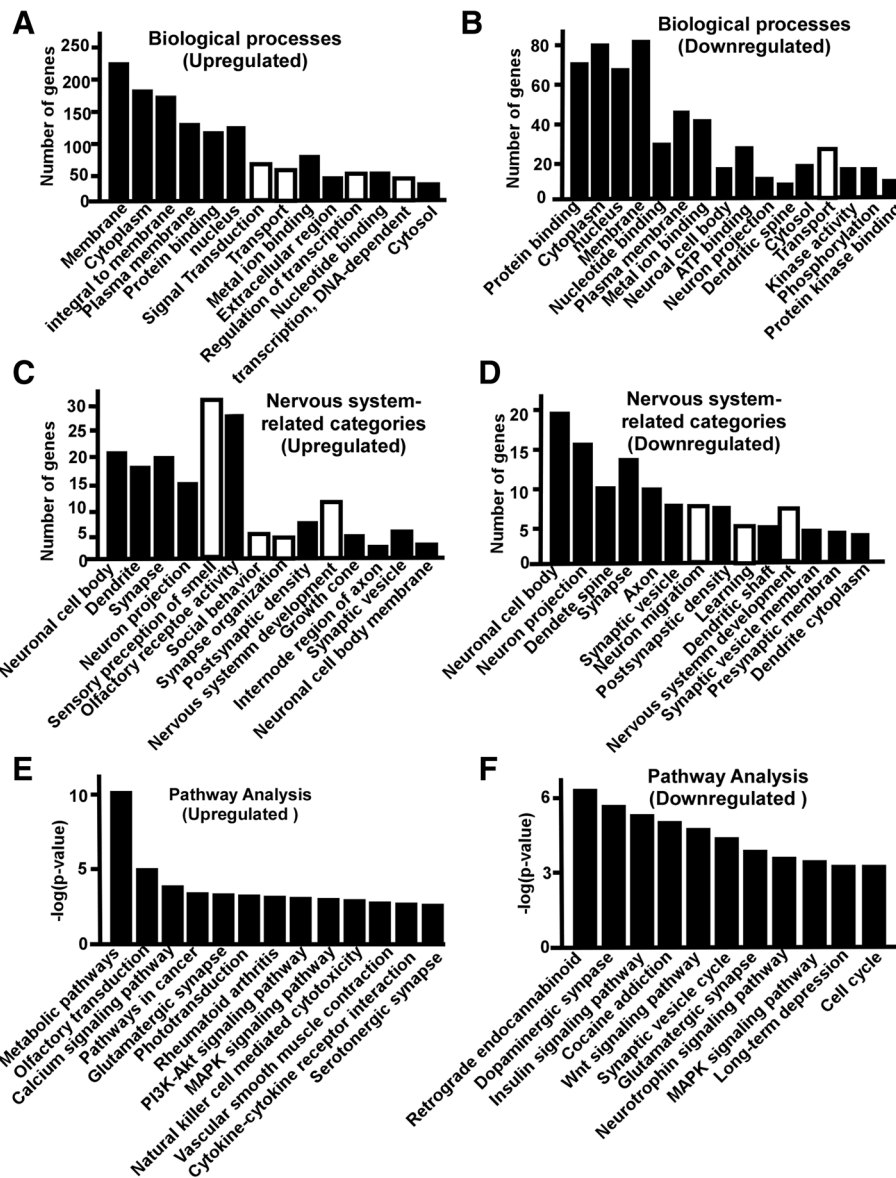 A
Biological processes
(Upregulated)
Number of genes
250
200
150
100
50
0
Membrane
Cytoplasm
integral to membrane
Plasma membrane
Protein binding
nucleus
Signal Transduction
Transport
Metal ion binding
Extracellular region
Regulation of transcription
Nucleotide binding
transcription, DNA-dependent
Cytosol
B
Biological processes
(Downregulated)
Number of genes
80
60
40
20
0
Protein binding
Cytoplasm
nucleus
Membrane
Nucleotide binding
Plasma membrane
Metal ion binding
Neuroal cell body
ATP binding
Neuron projection
Dendritic spine
Cytosol
Transport
Kinase activity
Phosphorylation
Protein kinase binding
C
Nervous system-
related categories
(Upregulated)
Number of genes
30
25
20
15
10
5
0
Neuronal cell body
Dendrite
Synapse
Neuron projection
Sensory preception of smell
Olfactory receptoe activity
Social behavior
Synapse organization
Postsynaptic density
Nervous systemm development
Growth cone
Internode region of axon
Synaptic vesicle
Neuronal cell body membrane
D
Nervous system-
related categories
(Downregulated)
Number of genes
20
15
10
5
0
Neuronal cell body
Neuron projection
Dendete spine
Synapse
Axon
Synaptic vesicle
Neuron migrationm
Postsynapstic density
Learning
Dendritic shaft
Nervous systemm development
Synaptic vesicle membrane
Presynaptic membran
Dendrite cytoplasm
E
Pathway Analysis
(Upregulated )
-log(p-value)
10
5
0
Metabolic pathways
Olfactory transduction
Calcium signaling pathway
Pathways in cancer
Glutamatergic synapse
Phototransduction
Rheumatoid arthritis
PI3K-Akt signaling pathway
MAPK signaling pathway
Natural killer cell mediated cytotoxicity
Vascular smooth muscle contraction
Cytokine-cytokine receptor interaction
Serotonergic synapse
F
Pathway Analysis
(Downregulated )
-log(p-value)
6
3
0
Retrograde endocannabinoid
Dopaminergic synpase
Insulin signaling pathway
Cocaine addiction
Wnt signaling pathway
Synaptic vesicle cycle
Glutamatergic synapse
Neurotrophin signaling pathway
MAPK signaling pathway
Long-term depression
Cell cycle